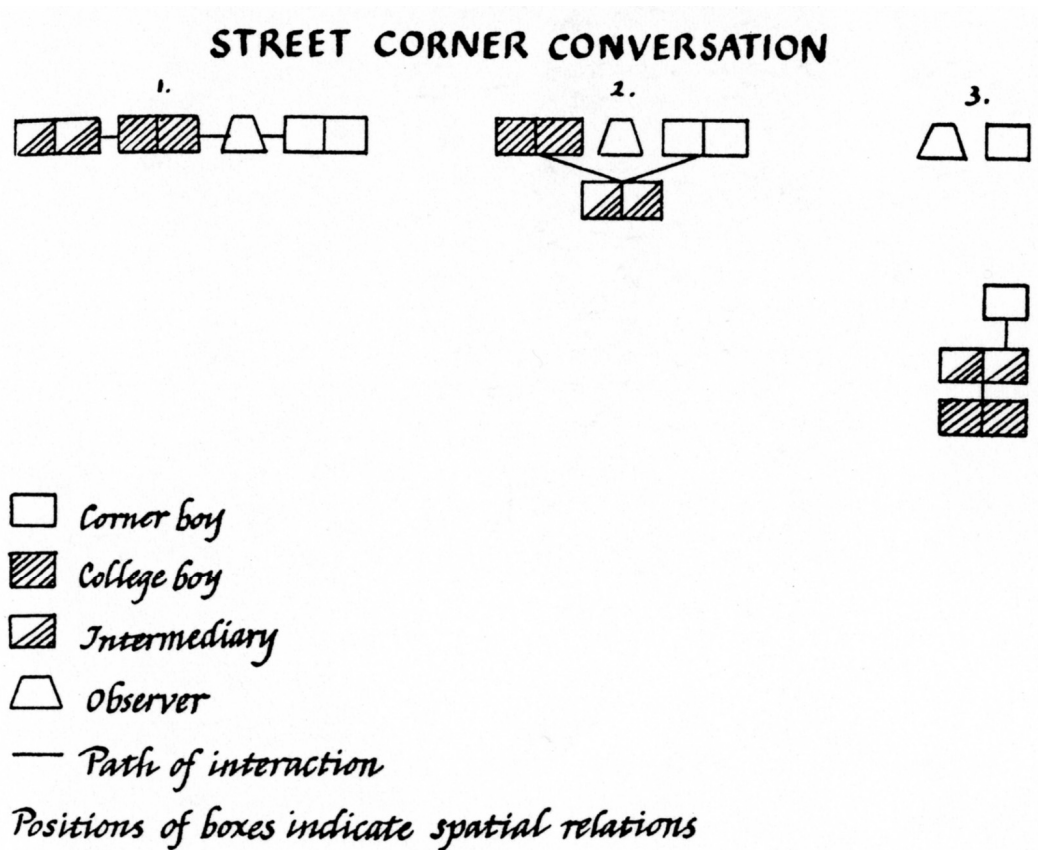 STREET CORNER CONVERSATION
1. 2. 3.
Corner boy
College boy
Intermediary
Observer
Path of interaction
Positions of boxes indicate spatial relations